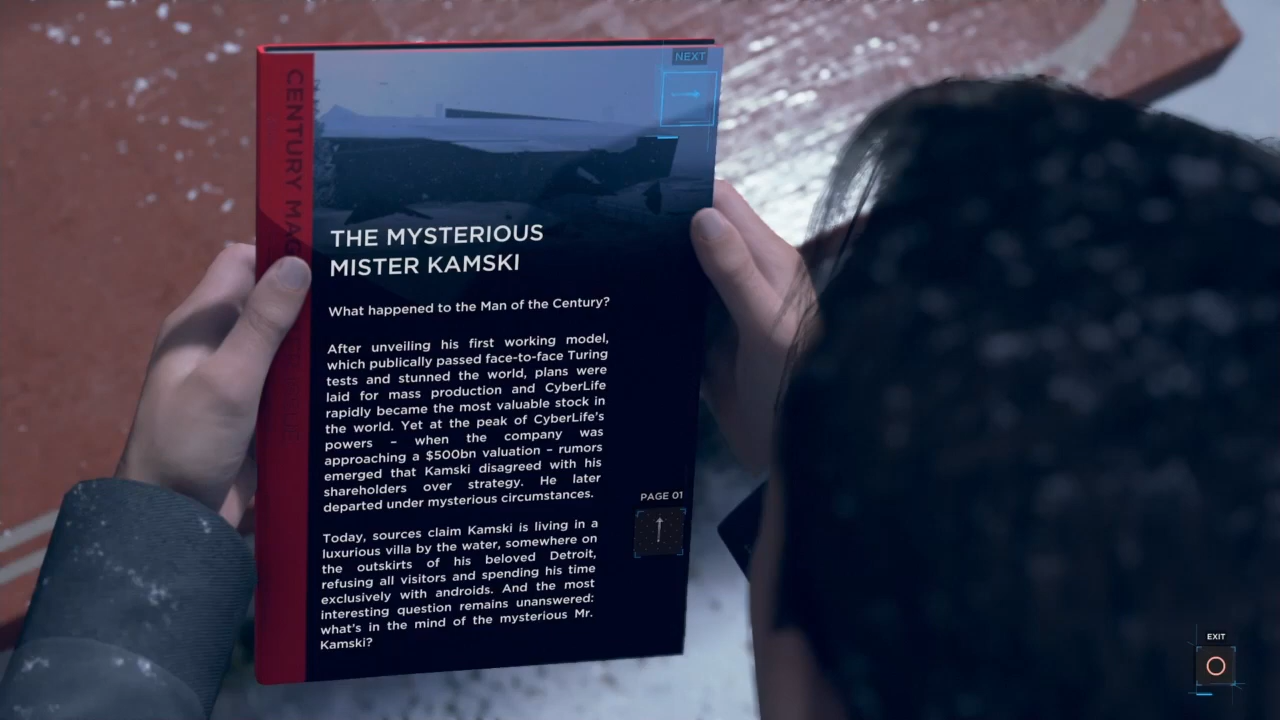 NEXT
CENTURY MAG
THE MYSTERIOUS
MISTER KAMSKI
What happened to the Man of the Century?
After unveiling his first working model,
which publically passed face-to-face Turing
tests and stunned the world, plans were
laid for mass production and CyberLife
rapidly became the most valuable stock in
the world. Yet at the peak of CyberLife's
powers – when the company was
approaching a $500bn valuation – rumors
emerged that Kamski disagreed with his
shareholders over strategy. He later
departed under mysterious circumstances.
Today, sources claim Kamski is living in a
luxurious villa by the water, somewhere on
the outskirts of his beloved Detroit,
refusing all visitors and spending his time
exclusively with androids. And the most
interesting question remains unanswered:
what's in the mind of the mysterious Mr.
Kamski?
PAGE 01
EXIT